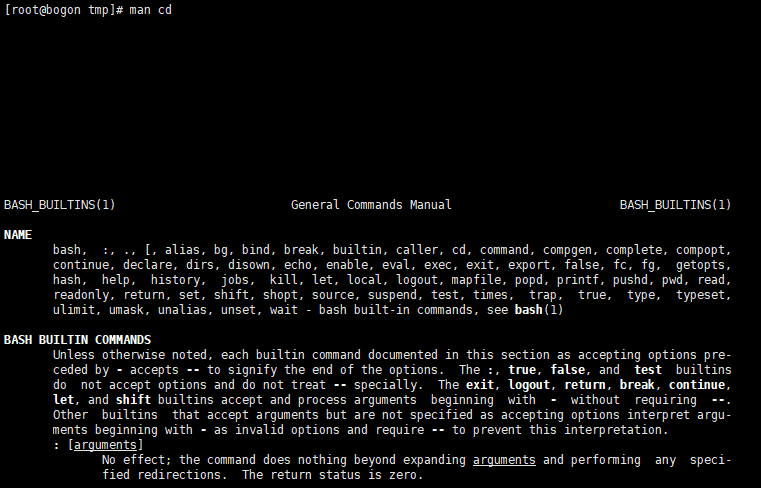 [root@bogon tmp]# man cd
BASH_BUILTINS(1) General Commands Manual BASH_BUILTINS(1)
NAME
bash, :, ., [, alias, bg, bind, break, builtin, caller, cd, command, compgen, complete, compopt,
continue, declare, dirs, disown, echo, enable, eval, exec, exit, export, false, fc, fg, getopts,
hash, help, history, jobs, kill, let, local, logout, mapfile, popd, printf, pushd, pwd, read,
readonly, return, set, shift, shopt, source, suspend, test, times, trap, true, type, typeset,
ulimit, umask, unalias, unset, wait - bash built-in commands, see bash(1)
BASH BUILTIN COMMANDS
Unless otherwise noted, each builtin command documented in this section as accepting options pre-
ceded by - accepts -- to signify the end of the options. The :, true, false, and test builtins
do not accept options and do not treat -- specially. The exit, logout, return, break, continue,
let, and shift builtins accept and process arguments beginning with - without requiring --.
Other builtins that accept arguments but are not specified as accepting options interpret argu-
ments beginning with - as invalid options and require -- to prevent this interpretation.
: [arguments]
No effect; the command does nothing beyond expanding arguments and performing any speci-
fied redirections. The return status is zero.